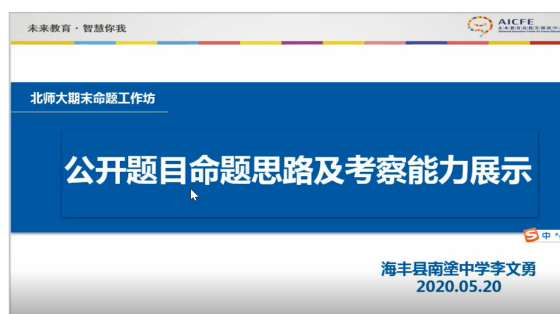 未来教育·智慧你我
AICFE
北师大期末命题工作坊
公开题目命题思路及考察能力展示
中
海丰县南塗中学李文勇
2020.05.20